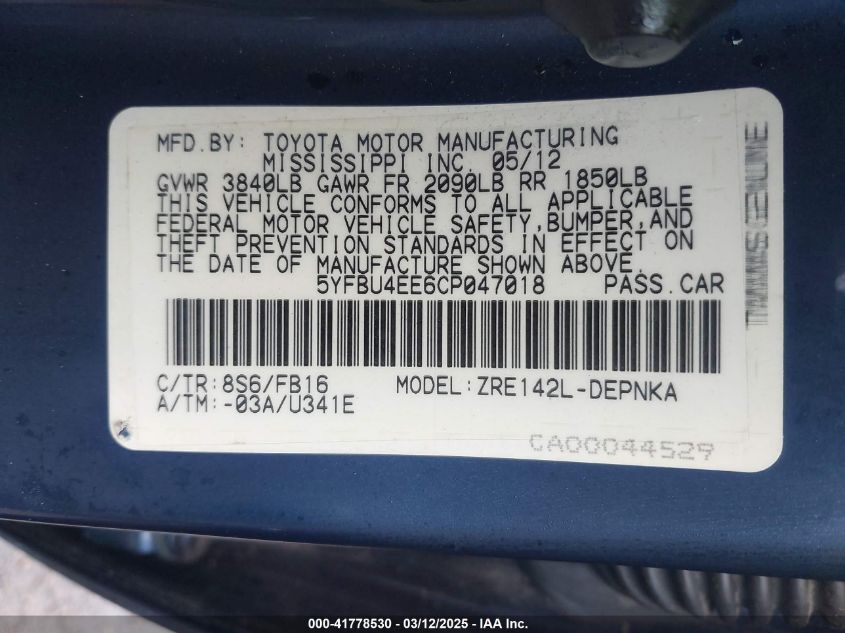 MFD.BY: TOYOTA MOTOR MANUFACTURING
MISSISSIPPI INC. 05/12
GVWR 3840LB GAWR FR 2090LB RR 1850LB
THIS VEHICLE CONFORMS TO ALL APPLICABLE
FEDERAL MOTOR VEHICLE SAFETY,BUMPER,AND
THEFT PREVENTION STANDARDS IN EFFECT ON
THE DATE OF MANUFACTURE SHOWN ABOVE.
5YFBU4EE6CP047018 PASS.CAR
C/TR:8S6/FB16 MODEL:ZRE142L-DEPNKA
A/TM:-03A/U341E
CA00044529
000-41778530 - 03/12/2025 - IAA Inc.